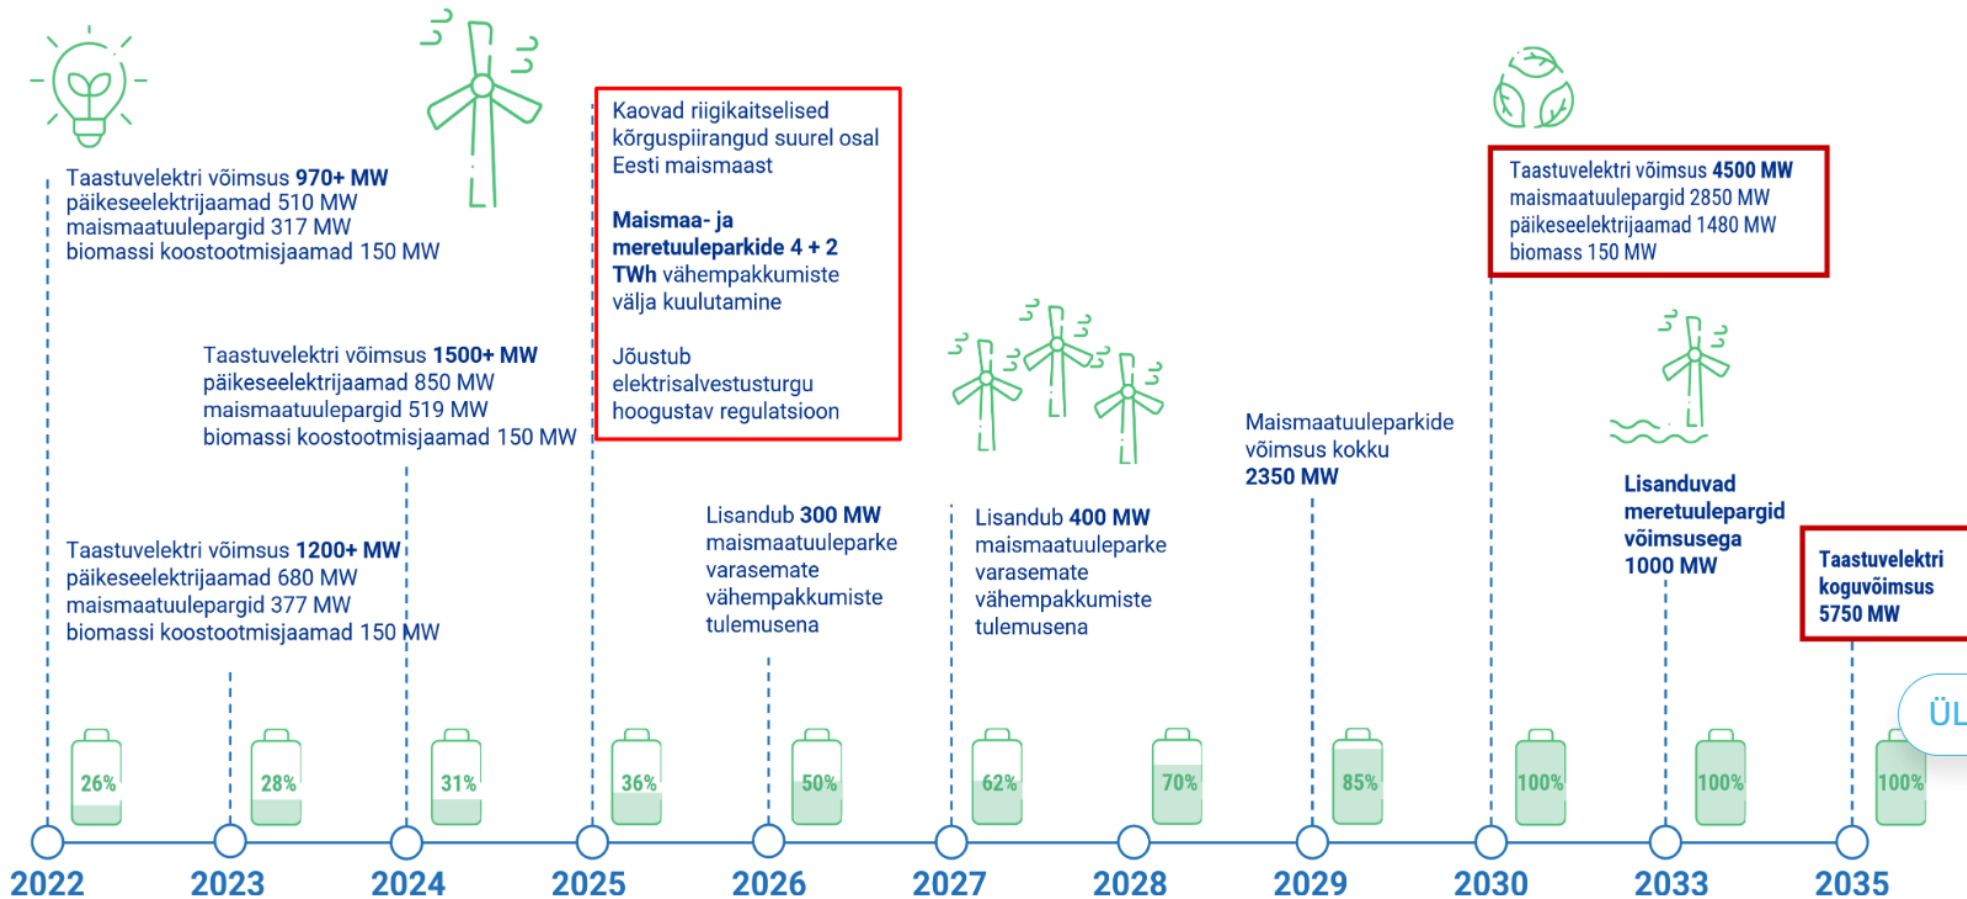 Taastuvelektri võimsus 970+ MW
päikeseelektrijaamad 510 MW
maismaatuulepargid 317 MW
biomassi koostootmisjaamad 150 MW
Taastuvelektri võimsus 1200+ MW
päikeseelektrijaamad 680 MW
maismaatuulepargid 377 MW
biomassi koostootmisjaamad 150 MW
Taastuvelektri võimsus 1500+ MW
päikeseelektrijaamad 850 MW
maismaatuulepargid 519 MW
biomassi koostootmisjaamad 150 MW
Kaovad riigikaitselised
kõrguspiirangud suurel osal
Eesti maismaast
Maismaa- ja
meretuuleparkide 4 + 2
TWh vähempakkumiste
välja kuulutamine
Jõustub
elektrisalvestusturgu
hoogustav regulatsioon
Lisandub 300 MW
maismaatuuleparke
varasemate
vähempakkumiste
tulemusena
Lisandub 400 MW
maismaatuuleparke
varasemate
vähempakkumiste
tulemusena
Maismaatuuleparkide
võimsus kokku
2350 MW
Taastuvelektri võimsus 4500 MW
maismaatuulepargid 2850 MW
päikeseelektrijaamad 1480 MW
biomass 150 MW
Lisanduvad
meretuulepargid
võimsusega
1000 MW
Taastuvelektri
koguvõimsus
5750 MW
ÜL
26% 28% 31% 36% 50% 62% 70% 85% 100% 100% 100%
2022 2023 2024 2025 2026 2027 2028 2029 2030 2033 2035